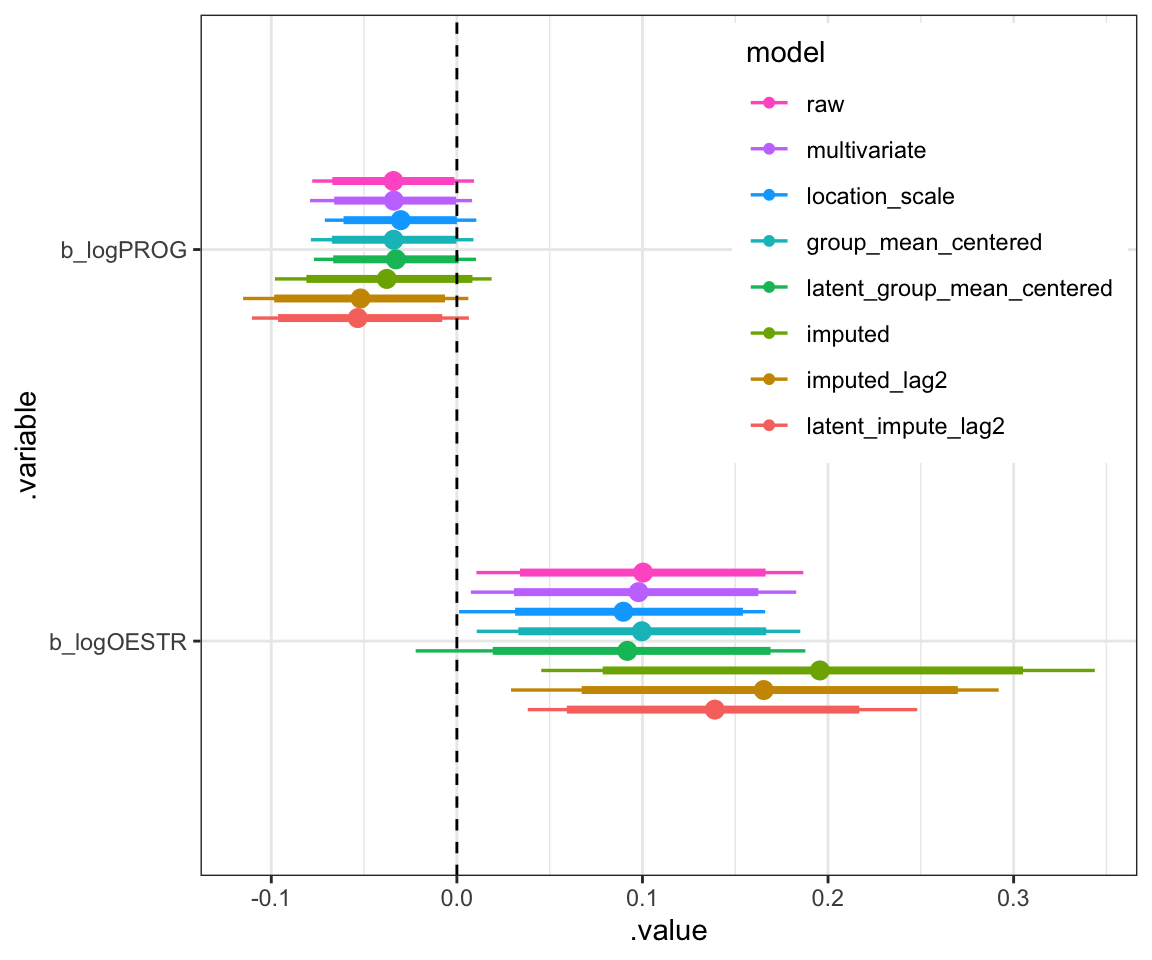 model
raw
multivariate
location_scale
group_mean_centered
latent_group_mean_centered
imputed
imputed_lag2
latent_impute_lag2
b_logPROG
.variable
b_logOESTR
-0.1 0.0 0.1 0.2 0.3
.value